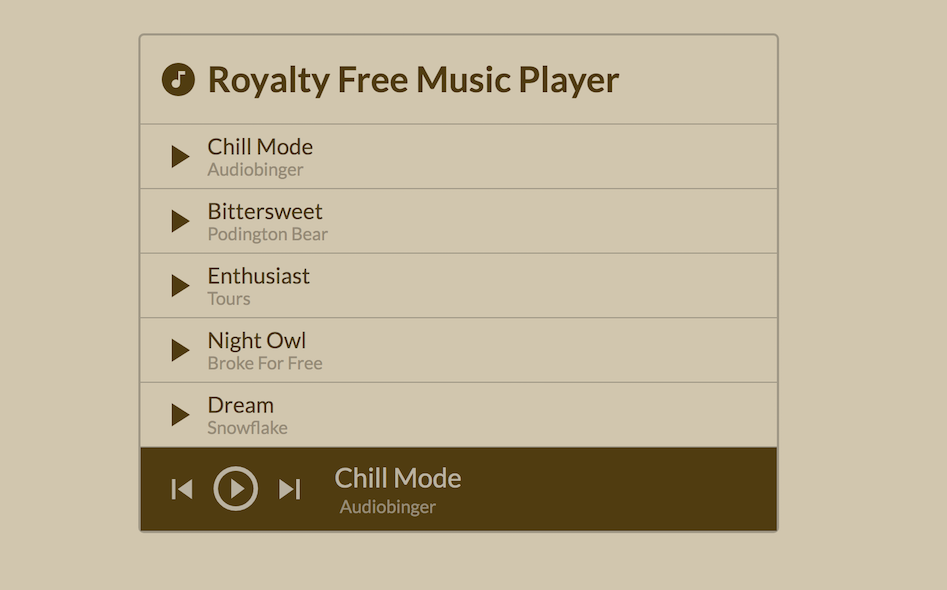 Royalty Free Music Player
Chill Mode
Audiobinger
Bittersweet
Podington Bear
Enthusiast
Tours
Night Owl
Broke For Free
Dream
Snowflake
Chill Mode
Audiobinger